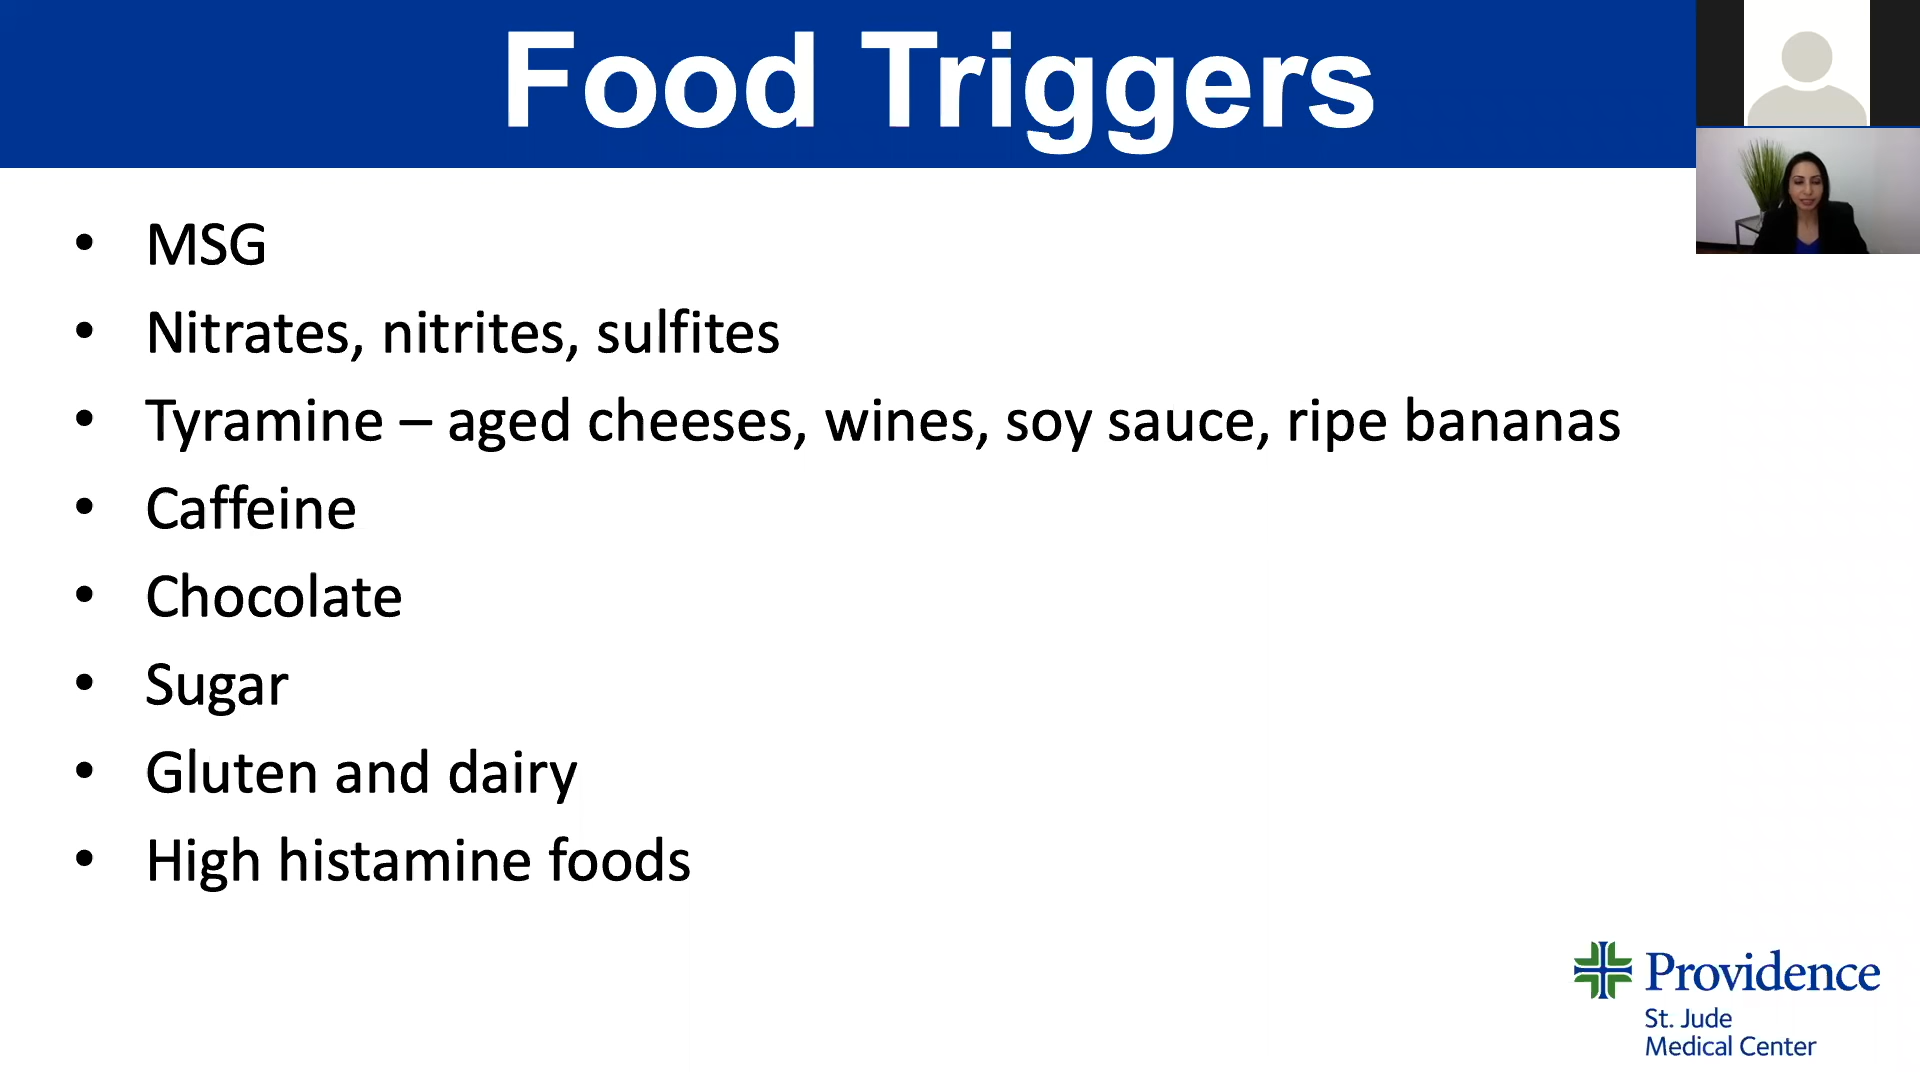 Food Triggers
• MSG
• Nitrates, nitrites, sulfites
• Tyramine – aged cheeses, wines, soy sauce, ripe bananas
• Caffeine
• Chocolate
• Sugar
• Gluten and dairy
• High histamine foods
Providence
St. Jude
Medical Center